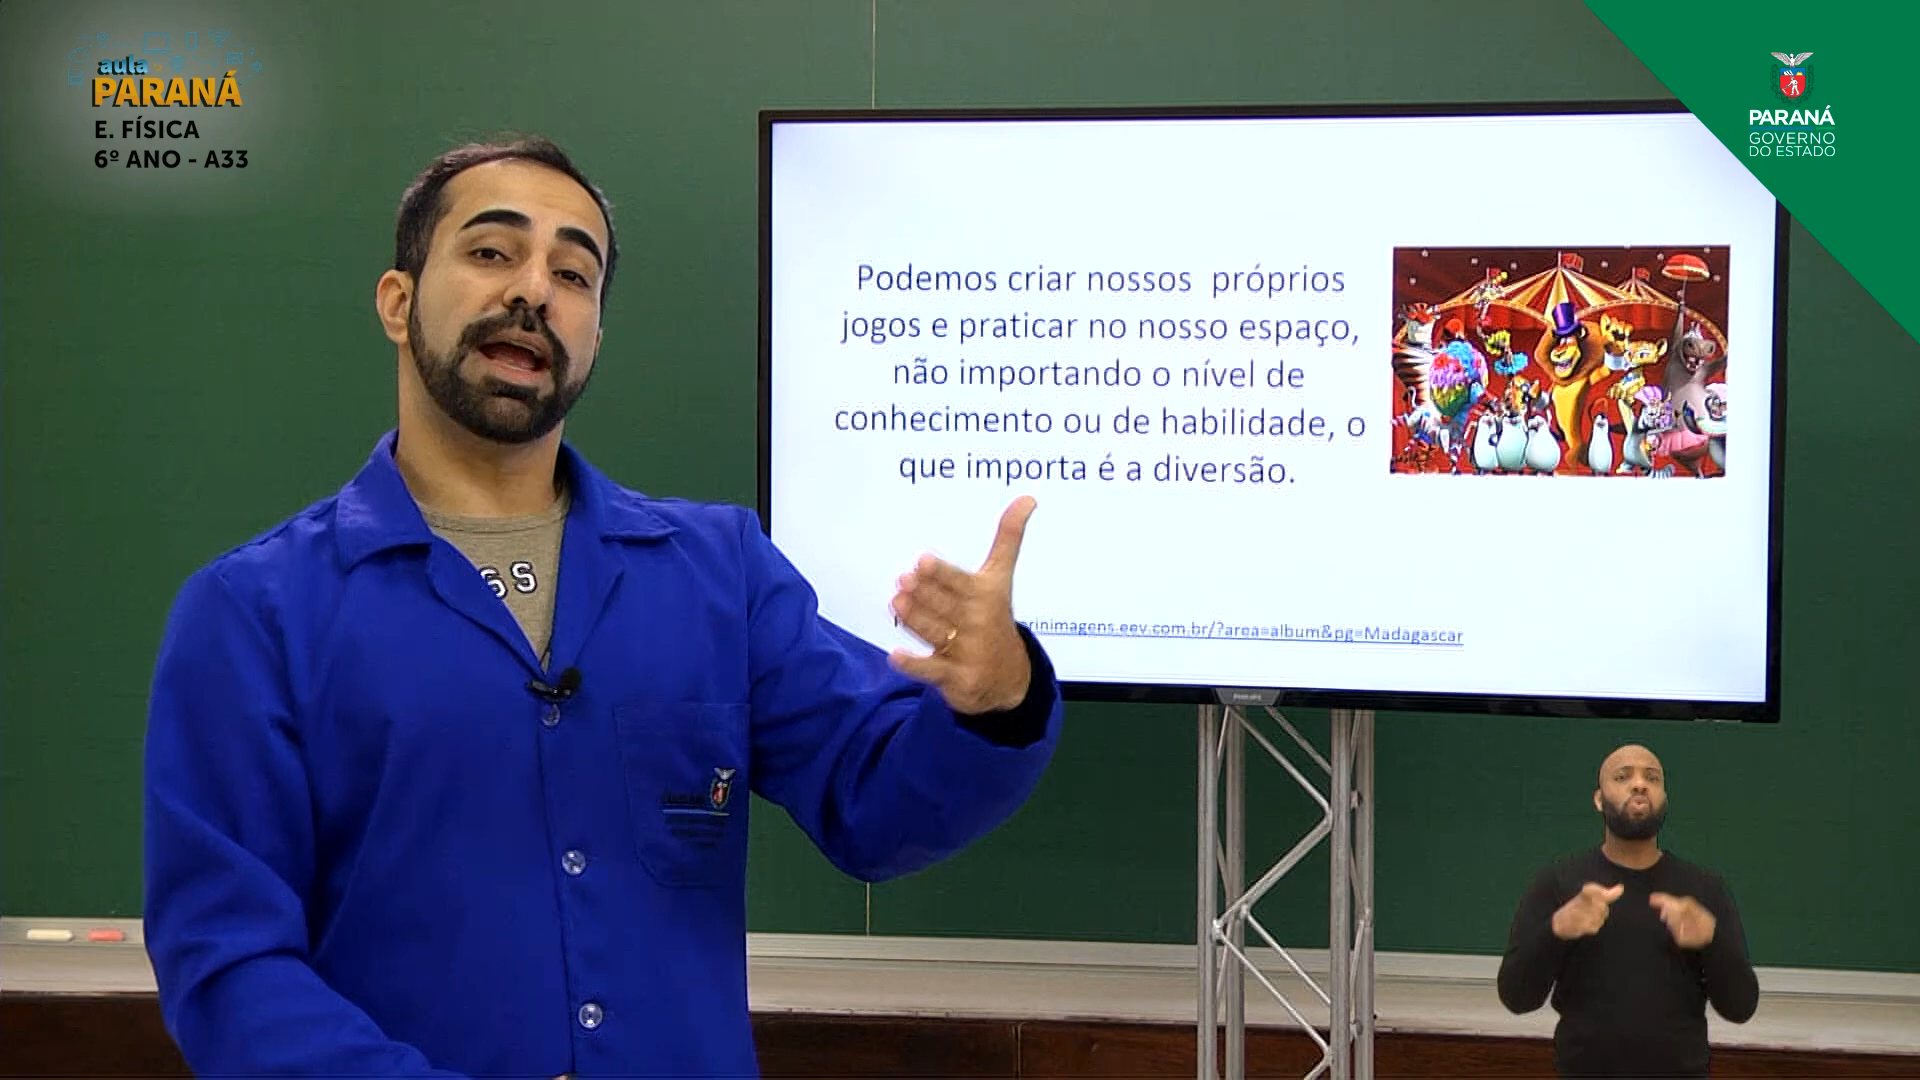 aula
PARANÁ
E. FÍSICA
6º ANO - A33
PARANÁ
GOVERNO
DO ESTADO
Podemos criar nossos próprios
jogos e praticar no nosso espaço,
não importando o nível de
conhecimento ou de habilidade, o
que importa é a diversão.
rinimagens.eev.com.br/?area=album&pg=Madagascar
SS
PHILIPS